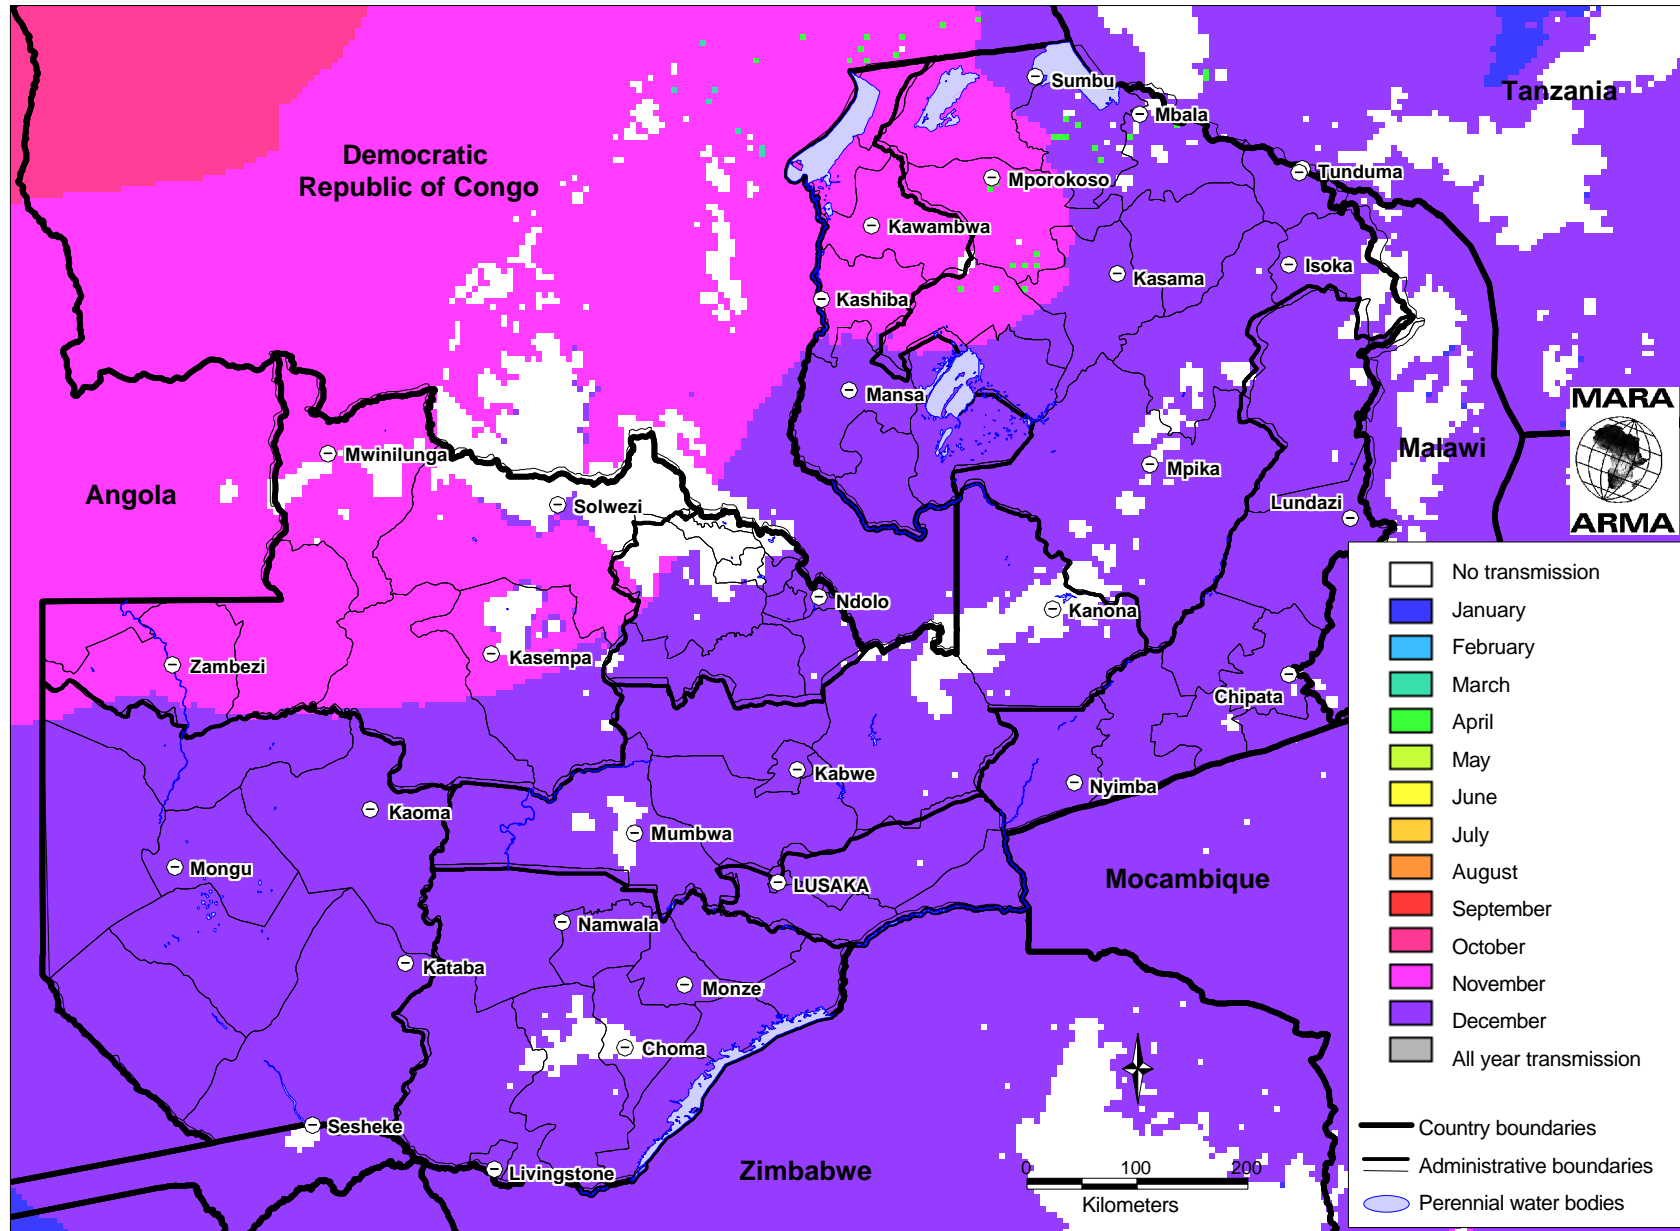 Tanzania
Sumbu
Mbala
Democratic
Republic of Congo
Tunduma
Mporokoso
Kawambwa
Isoka
Kasama
Kashiba
Mansa
MARA
ARMA
Malawi
Mwinilunga
Mpika
Angola
Solwezi
Lundazi
Ndolo
Kanona
Kasempa
Zambezi
Chipata
Kabwe
Nyimba
Kaoma
Mumbwa
Mongu
LUSAKA
Mocambique
Namwala
Kataba
Monze
Choma
Sesheke
Livingstone
Zimbabwe
0 100 200
Kilometers
No transmission
January
February
March
April
May
June
July
August
September
October
November
December
All year transmission
Country boundaries
Administrative boundaries
Perennial water bodies